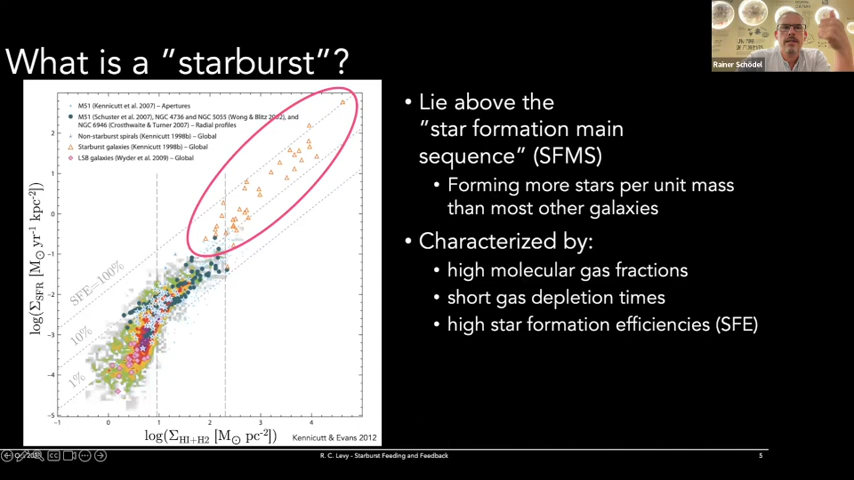 What is a ”starburst”?
Rainer Schödel
M51 (Kennicutt et al. 2007) – Apertures
M51 (Schuster et al. 2007), NGC 4736 and NGC 5055 (Wong & Blitz 2002), and
NGC 6946 (Crosthwaite & Turner 2007) – Radial profiles
Non-starburst spirals (Kennicutt 1998b) – Global
Starburst galaxies (Kennicutt 1998b) – Global
LSB galaxies (Wyder et al. 2009) – Global
2
1
0
−1
−2
−3
−4
−5
log(Σ_SFR [M⊙ yr⁻¹ kpc⁻²])
SFE=100%
10%
1%
−1 0 1 2 3 4
log(Σ_HI+H2 [M⊙ pc⁻²])
Kennicutt & Evans 2012
• Lie above the
”star formation main
sequence” (SFMS)
• Forming more stars per unit mass
than most other galaxies
• Characterized by:
• high molecular gas fractions
• short gas depletion times
• high star formation efficiencies (SFE)
R. C. Levy - Starburst Feeding and Feedback
5